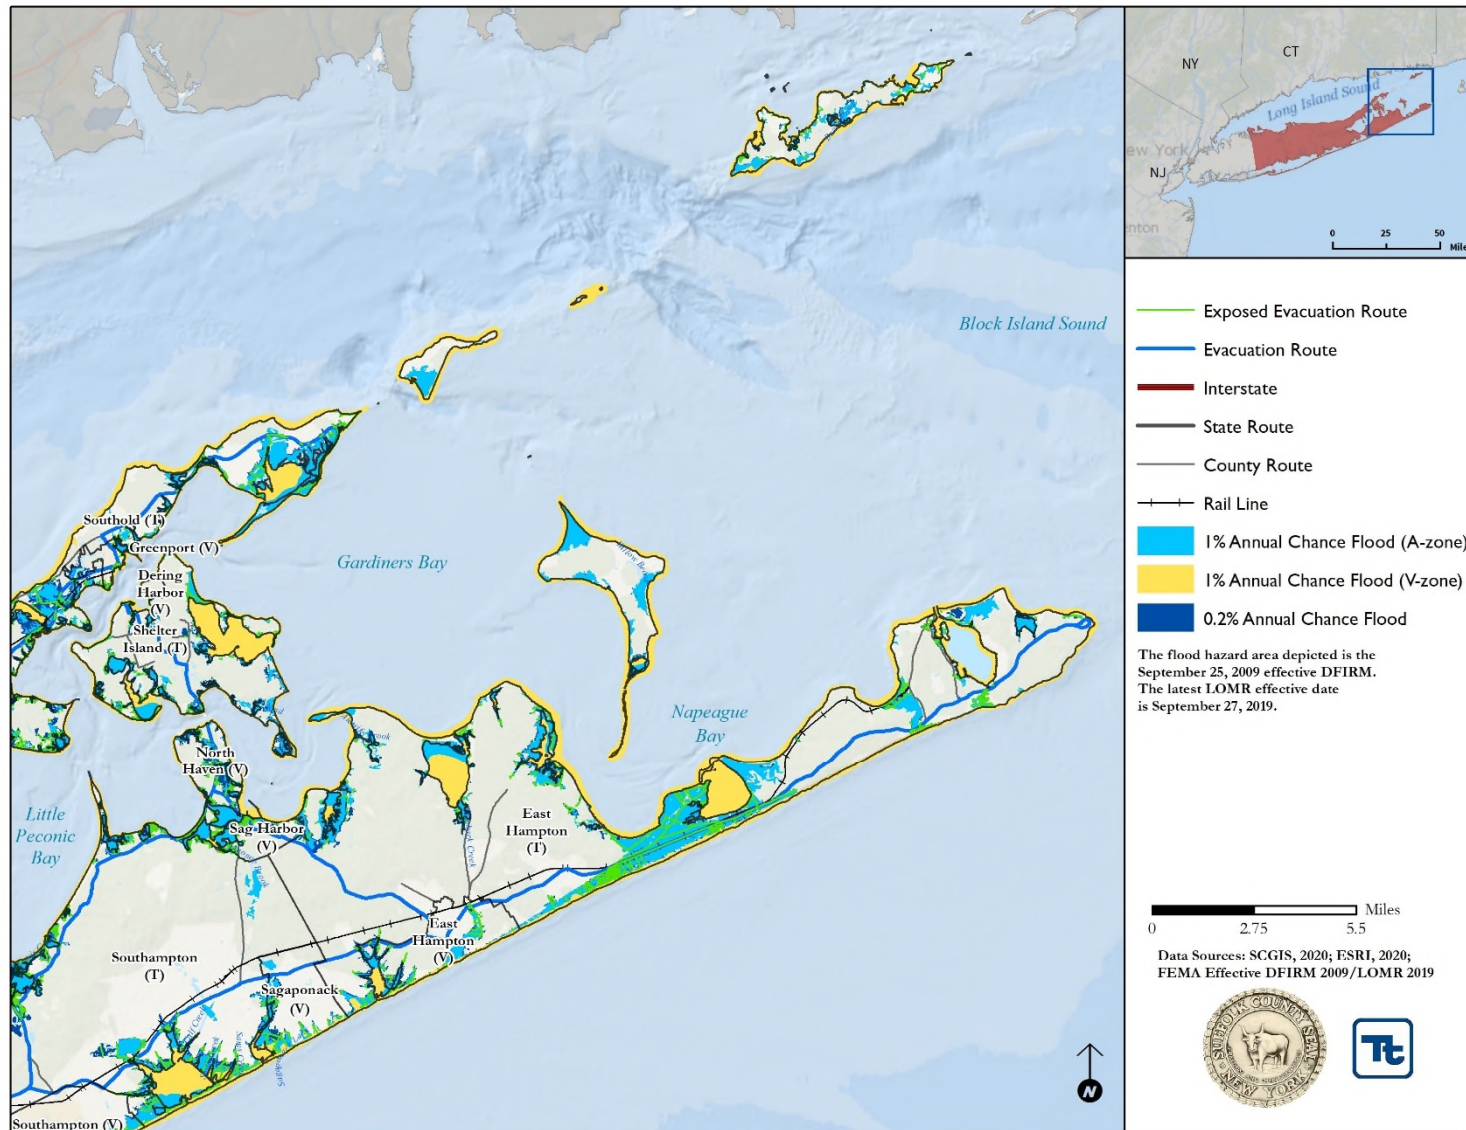 NY
CT
Long Island Sound
New York
NJ
enton
0
25
50
Mile
Block Island Sound
Exposed Evacuation Route
Evacuation Route
Interstate
State Route
County Route
Rail Line
1% Annual Chance Flood (A-zone)
1% Annual Chance Flood (V-zone)
0.2% Annual Chance Flood
The flood hazard area depicted is the
September 25, 2009 effective DFIRM.
The latest LOMR effective date
is September 27, 2019.
Southold (T)
Greenport (V)
Gardiners Bay
Dering
Harbor
(V)
Shelter
Island (T)
Napeague
Bay
North
Haven (V)
Little
Peconic
Bay
Sag Harbor
(V)
East
Hampton
(T)
East
Hampton
(V)
Southampton
(T)
Sagaponack
(V)
Southampton (V)
N
0
2.75
5.5
Miles
Data Sources: SCGIS, 2020; ESRI, 2020;
FEMA Effective DFIRM 2009/LOMR 2019
SUFFOLK COUNTY SEAL
NEW YORK
Tt